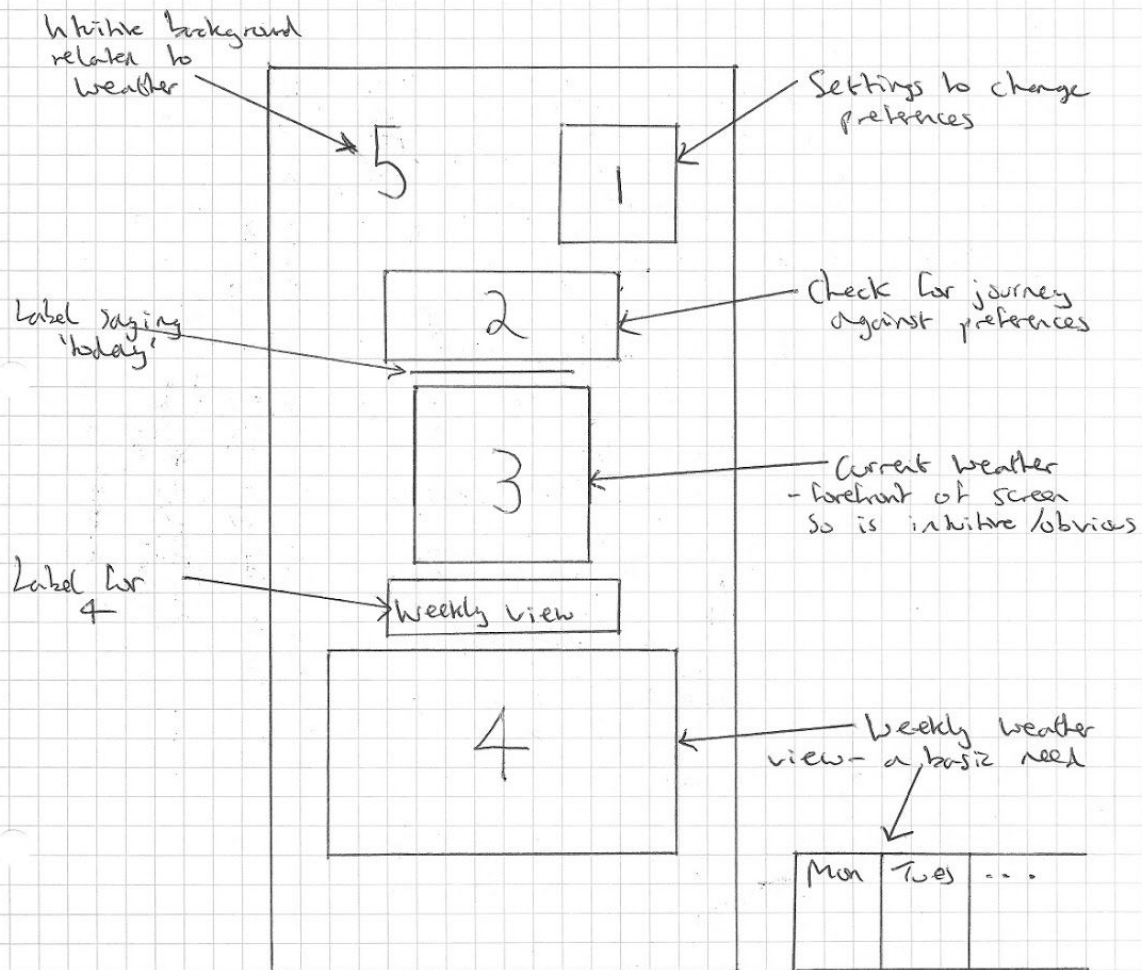 Intuitive background
related to
weather
5
1
Settings to change
preferences
2
Check for journey
against preferences
Label saying
'today'
3
Current weather
- forefront of screen
so is intuitive/obvious
Label for
4
Weekly view
4
Weekly weather
view - a basic need
Mon Tues ...